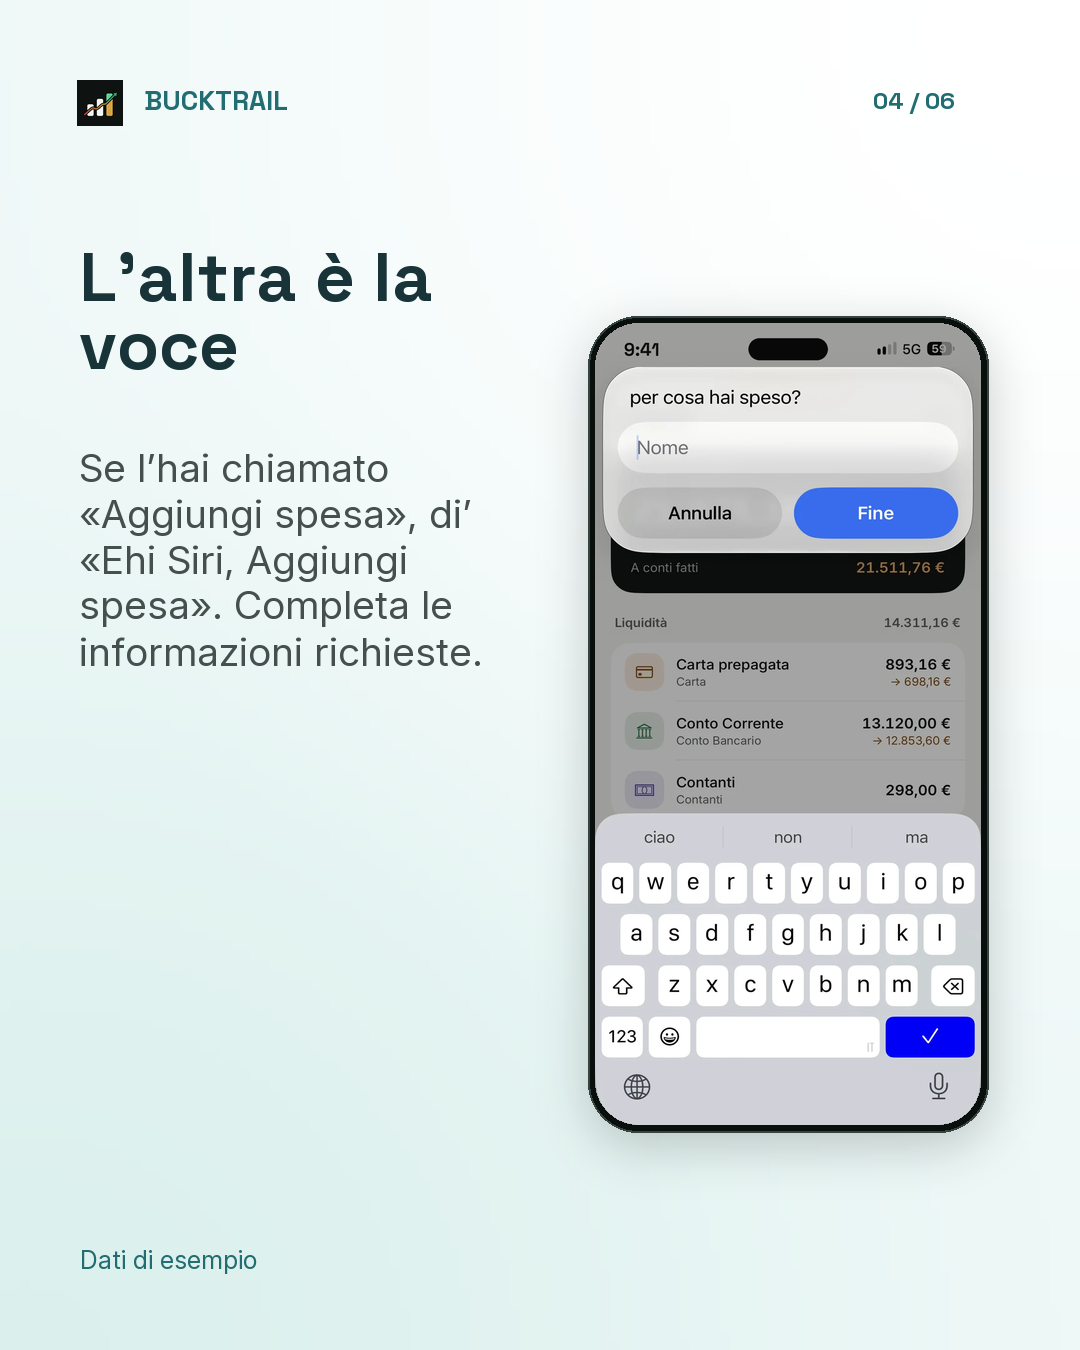 BUCKTRAIL
04 / 06
L’altra è la
voce
Se l’hai chiamato
«Aggiungi spesa», di’
«Ehi Siri, Aggiungi
spesa». Completa le
informazioni richieste.
9:41
5G 59
per cosa hai speso?
Nome
Annulla Fine
A conti fatti 21.511,76 €
Liquidità 14.311,16 €
Carta prepagata 893,16 €
Carta → 698,16 €
Conto Corrente 13.120,00 €
Conto Bancario → 12.853,60 €
Contanti 298,00 €
Contanti
ciao non ma
q w e r t y u i o p
a s d f g h j k l
z x c v b n m
123
IT
Dati di esempio